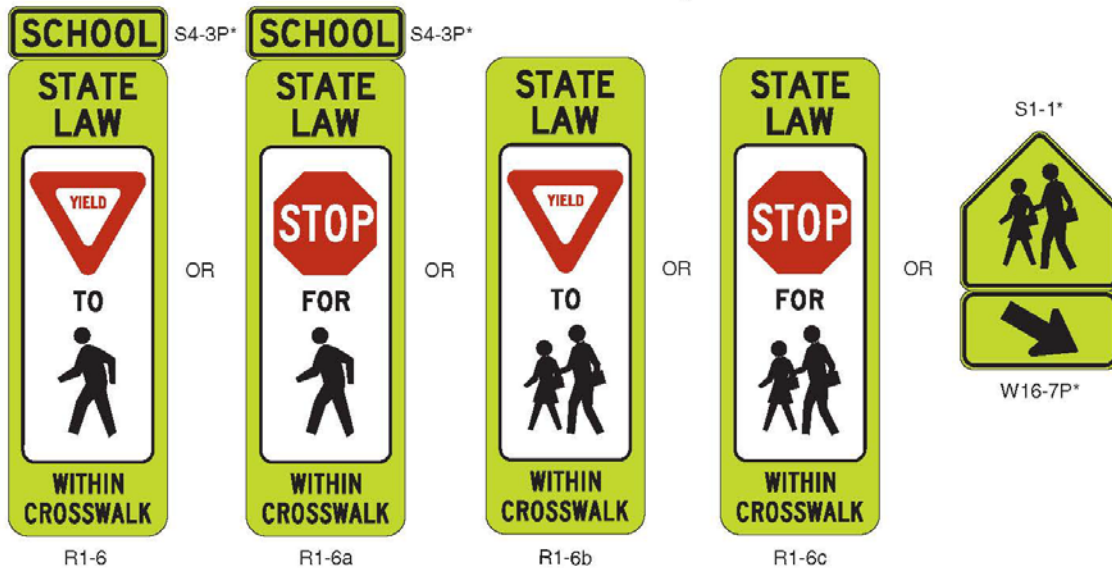 SCHOOL S4-3P*
STATE
LAW
YIELD
TO
WITHIN
CROSSWALK
R1-6
OR
SCHOOL S4-3P*
STATE
LAW
STOP
FOR
WITHIN
CROSSWALK
R1-6a
OR
STATE
LAW
YIELD
TO
WITHIN
CROSSWALK
R1-6b
OR
STATE
LAW
STOP
FOR
WITHIN
CROSSWALK
R1-6c
OR
S1-1*
W16-7P*